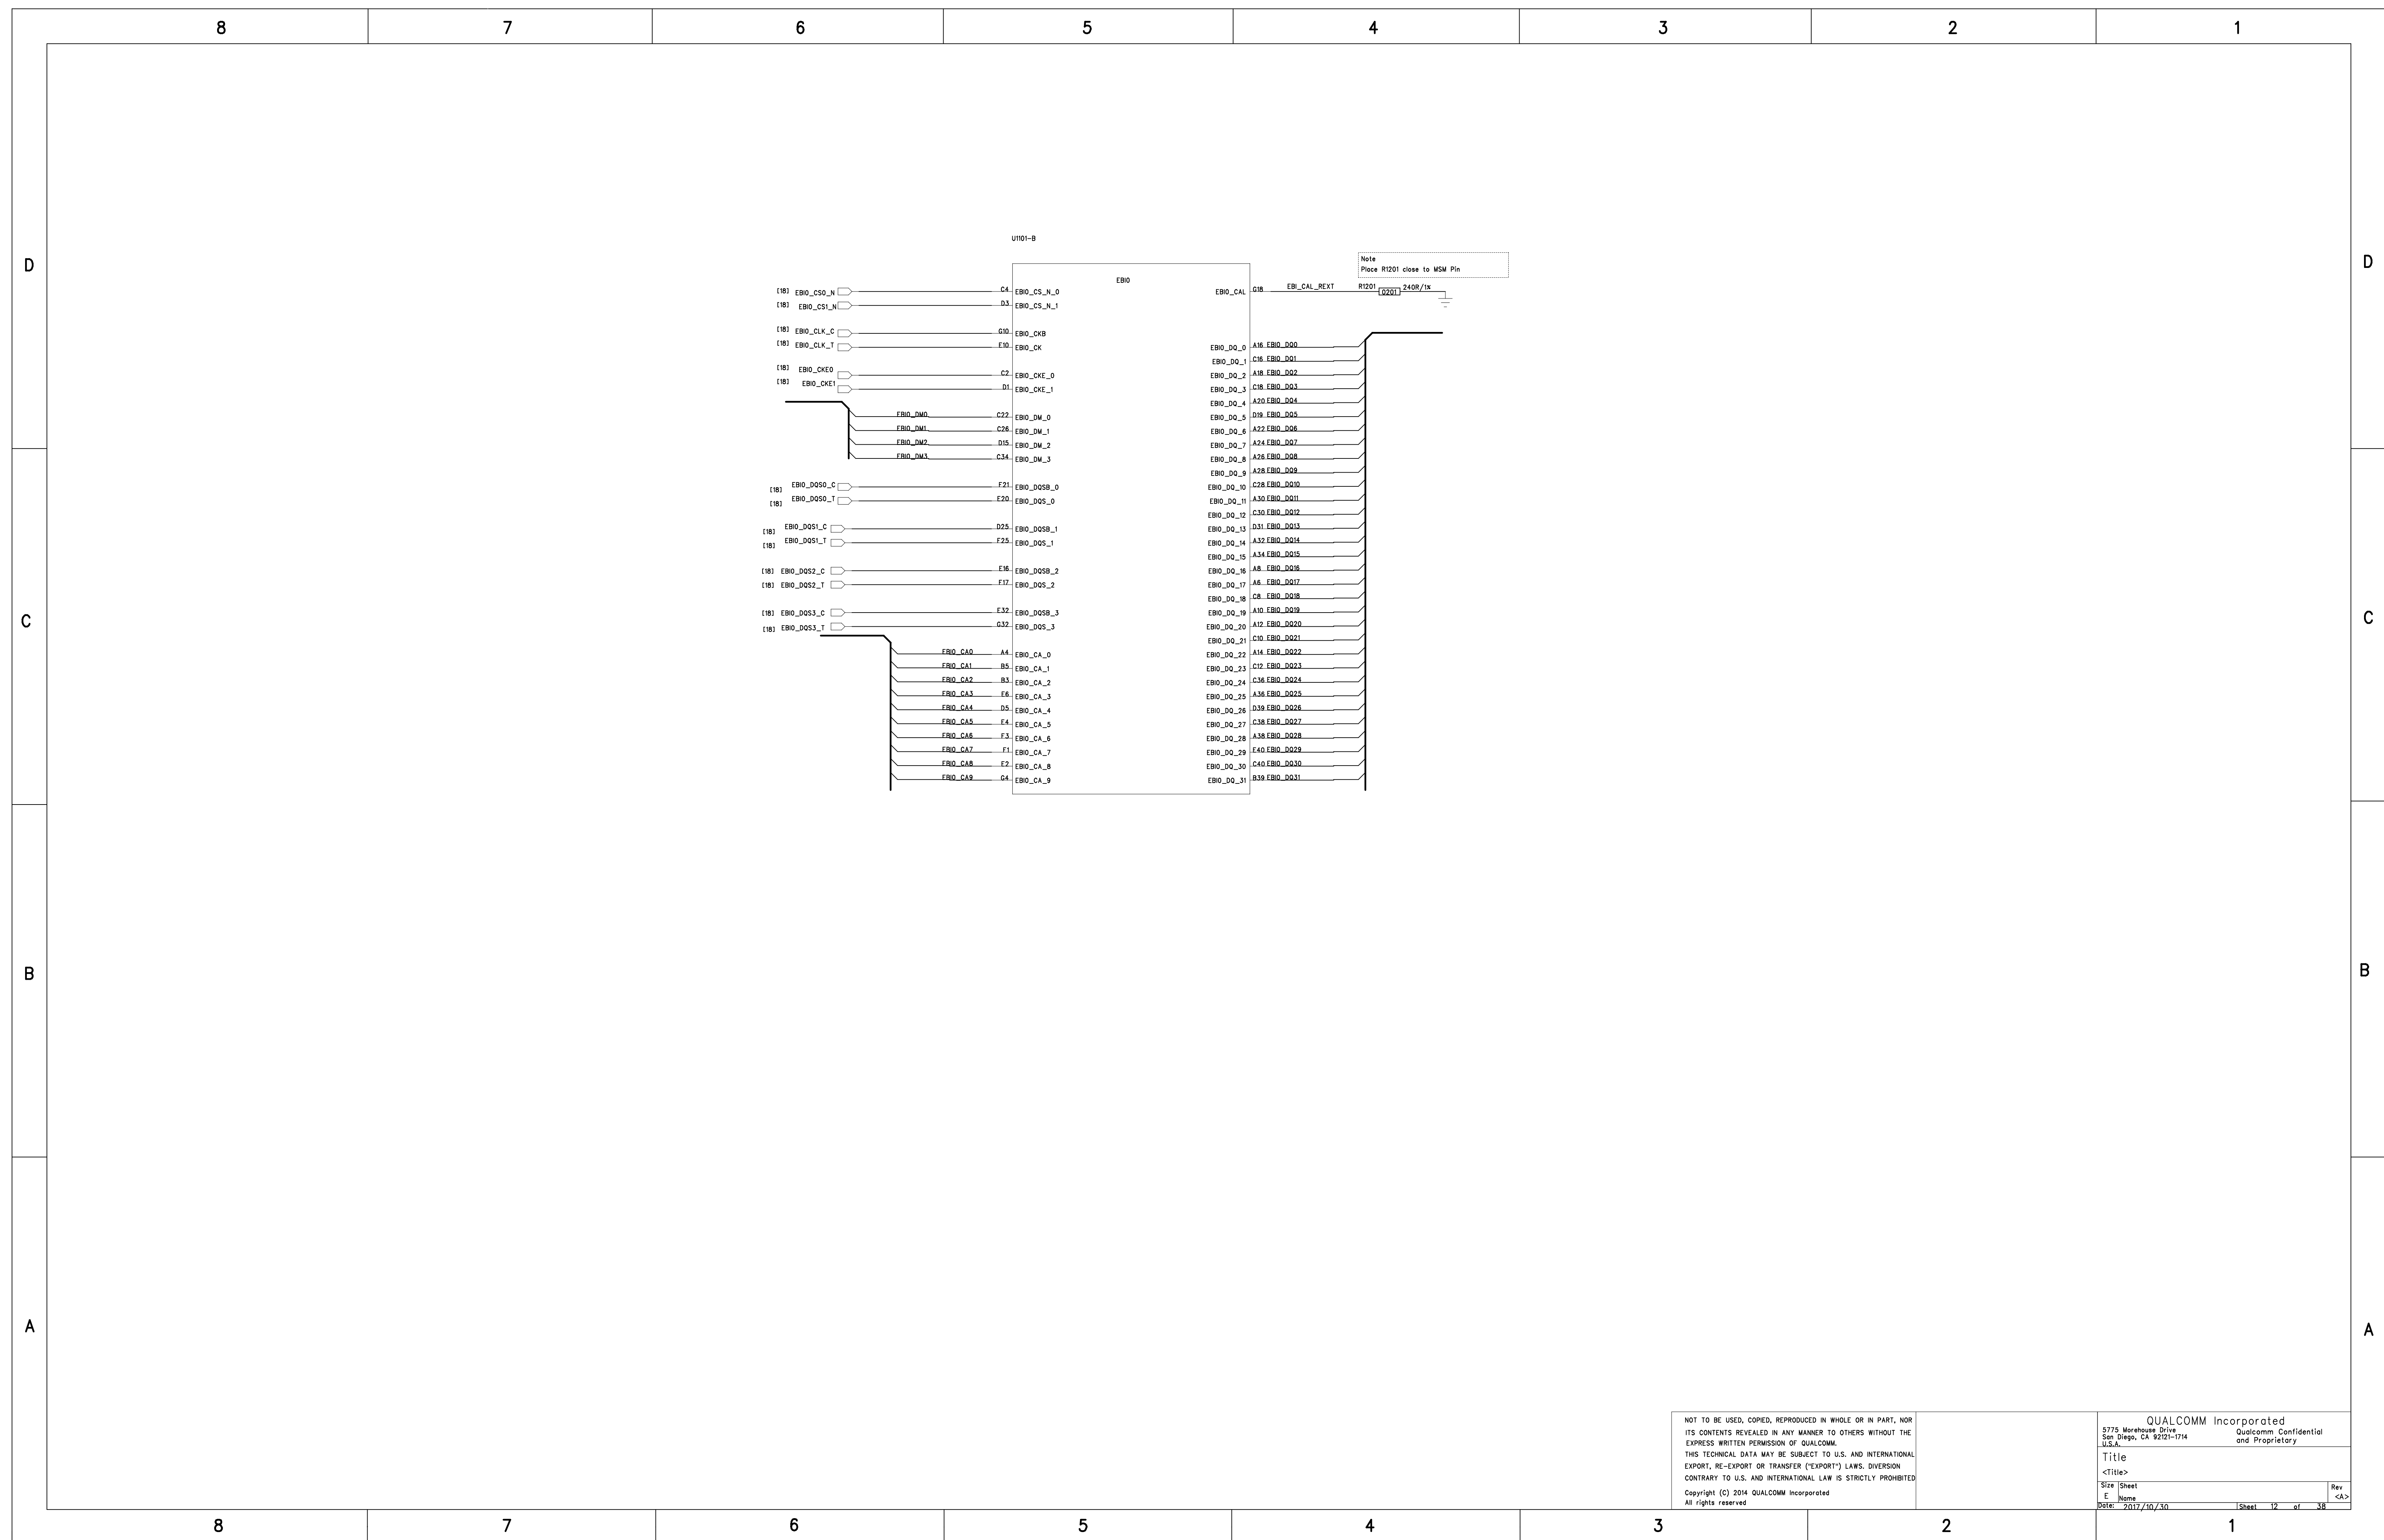 8 7 6 5 4 3 2 1
D
C
B
A
D
C
B
A
U1101-B
EBI0
Note
Place R1201 close to MSM Pin
[18] EBI0_CS0_N C4 EBI0_CS_N_0
[18] EBI0_CS1_N D3 EBI0_CS_N_1
[18] EBI0_CLK_C G10 EBI0_CKB
[18] EBI0_CLK_T E10 EBI0_CK
[18] EBI0_CKE0 C2 EBI0_CKE_0
[18] EBI0_CKE1 D1 EBI0_CKE_1
EBI0_DM0 C22 EBI0_DM_0
EBI0_DM1 C26 EBI0_DM_1
EBI0_DM2 D15 EBI0_DM_2
EBI0_DM3 C34 EBI0_DM_3
[18] EBI0_DQS0_C F21 EBI0_DQSB_0
[18] EBI0_DQS0_T E20 EBI0_DQS_0
[18] EBI0_DQS1_C D25 EBI0_DQSB_1
[18] EBI0_DQS1_T F25 EBI0_DQS_1
[18] EBI0_DQS2_C E16 EBI0_DQSB_2
[18] EBI0_DQS2_T F17 EBI0_DQS_2
[18] EBI0_DQS3_C E32 EBI0_DQSB_3
[18] EBI0_DQS3_T G32 EBI0_DQS_3
EBI0_CA0 A4 EBI0_CA_0
EBI0_CA1 B5 EBI0_CA_1
EBI0_CA2 B3 EBI0_CA_2
EBI0_CA3 E6 EBI0_CA_3
EBI0_CA4 D5 EBI0_CA_4
EBI0_CA5 E4 EBI0_CA_5
EBI0_CA6 F3 EBI0_CA_6
EBI0_CA7 F1 EBI0_CA_7
EBI0_CA8 E2 EBI0_CA_8
EBI0_CA9 G4 EBI0_CA_9
EBI0_CAL G18 EBI_CAL_REXT R1201 0201 240R/1%
EBI0_DQ_0 A16 EBI0_DQ0
EBI0_DQ_1 C16 EBI0_DQ1
EBI0_DQ_2 A18 EBI0_DQ2
EBI0_DQ_3 C18 EBI0_DQ3
EBI0_DQ_4 A20 EBI0_DQ4
EBI0_DQ_5 D19 EBI0_DQ5
EBI0_DQ_6 A22 EBI0_DQ6
EBI0_DQ_7 A24 EBI0_DQ7
EBI0_DQ_8 A26 EBI0_DQ8
EBI0_DQ_9 A28 EBI0_DQ9
EBI0_DQ_10 C28 EBI0_DQ10
EBI0_DQ_11 A30 EBI0_DQ11
EBI0_DQ_12 C30 EBI0_DQ12
EBI0_DQ_13 D31 EBI0_DQ13
EBI0_DQ_14 A32 EBI0_DQ14
EBI0_DQ_15 A34 EBI0_DQ15
EBI0_DQ_16 A8 EBI0_DQ16
EBI0_DQ_17 A6 EBI0_DQ17
EBI0_DQ_18 C8 EBI0_DQ18
EBI0_DQ_19 A10 EBI0_DQ19
EBI0_DQ_20 A12 EBI0_DQ20
EBI0_DQ_21 C10 EBI0_DQ21
EBI0_DQ_22 A14 EBI0_DQ22
EBI0_DQ_23 C12 EBI0_DQ23
EBI0_DQ_24 C36 EBI0_DQ24
EBI0_DQ_25 A36 EBI0_DQ25
EBI0_DQ_26 D39 EBI0_DQ26
EBI0_DQ_27 C38 EBI0_DQ27
EBI0_DQ_28 A38 EBI0_DQ28
EBI0_DQ_29 E40 EBI0_DQ29
EBI0_DQ_30 C40 EBI0_DQ30
EBI0_DQ_31 B39 EBI0_DQ31
NOT TO BE USED, COPIED, REPRODUCED IN WHOLE OR IN PART, NOR
ITS CONTENTS REVEALED IN ANY MANNER TO OTHERS WITHOUT THE
EXPRESS WRITTEN PERMISSION OF QUALCOMM.
THIS TECHNICAL DATA MAY BE SUBJECT TO U.S. AND INTERNATIONAL
EXPORT, RE-EXPORT OR TRANSFER ("EXPORT") LAWS. DIVERSION
CONTRARY TO U.S. AND INTERNATIONAL LAW IS STRICTLY PROHIBITED
Copyright (C) 2014 QUALCOMM Incorporated
All rights reserved
QUALCOMM Incorporated
5775 Morehouse Drive
San Diego, CA 92121-1714
U.S.A.
Qualcomm Confidential
and Proprietary
Title
<Title>
Size Sheet Rev
E Name <A>
Date: 2017/10/30 Sheet 12 of 38
8 7 6 5 4 3 2 1